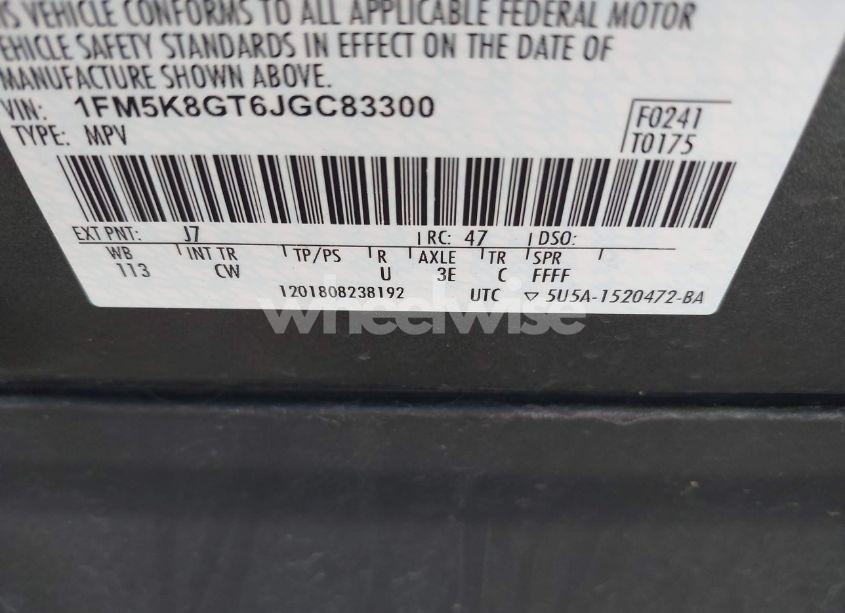 IS VEHICLE CONFORMS TO ALL APPLICABLE FEDERAL MOTOR
VEHICLE SAFETY STANDARDS IN EFFECT ON THE DATE OF
MANUFACTURE SHOWN ABOVE.
VIN: 1FM5K8GT6JGC83300
TYPE: MPV
F0241
T0175
EXT PNT: J7 RC: 47 DSO:
WB INT TR TP/PS R AXLE TR SPR
113 CW U 3E C FFFF
1201808238192 UTC ▽ 5U5A-1520472-BA
wheelwise